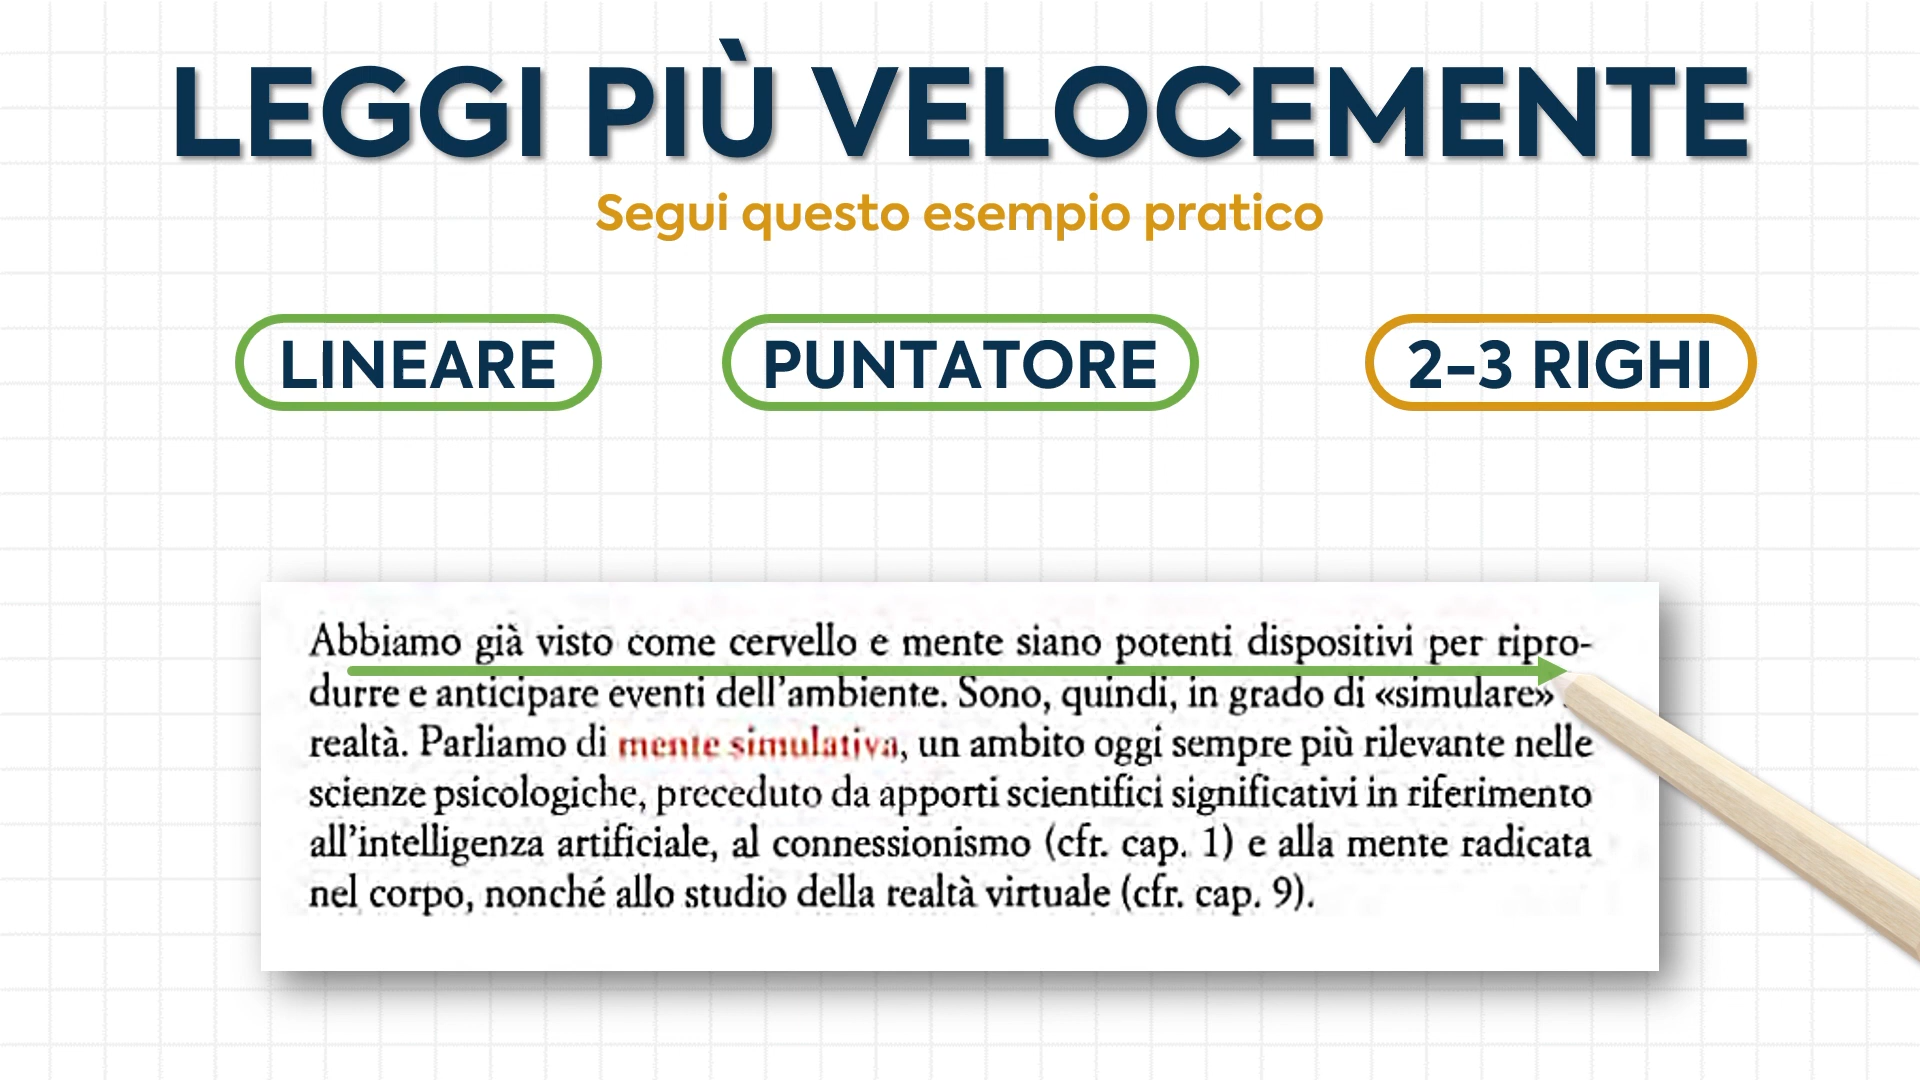 LEGGI PIÙ VELOCEMENTE
Segui questo esempio pratico
LINEARE
PUNTATORE
2-3 RIGHI
Abbiamo già visto come cervello e mente siano potenti dispositivi per ripro-
durre e anticipare eventi dell'ambiente. Sono, quindi, in grado di «simulare»
realtà. Parliamo di mente simulativa, un ambito oggi sempre più rilevante nelle
scienze psicologiche, preceduto da apporti scientifici significativi in riferimento
all'intelligenza artificiale, al connessionismo (cfr. cap. 1) e alla mente radicata
nel corpo, nonché allo studio della realtà virtuale (cfr. cap. 9).